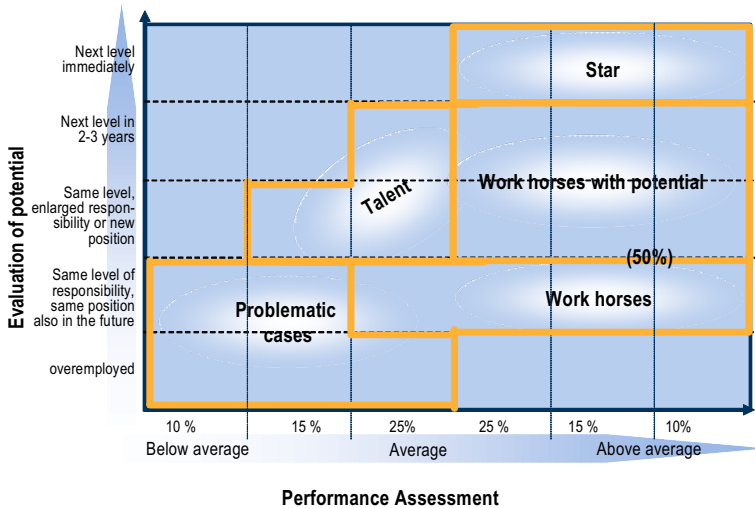 Evaluation of potential
Next level
immediately
Next level in
2-3 years
Same level,
enlarged respon-
sibility or new
position
Same level of
responsibility,
same position
also in the future
overemployed
Star
Talent
Work horses with potential
(50%)
Problematic
cases
Work horses
10 % 15 % 25% 25 % 15 % 10%
Below average Average Above average
Performance Assessment